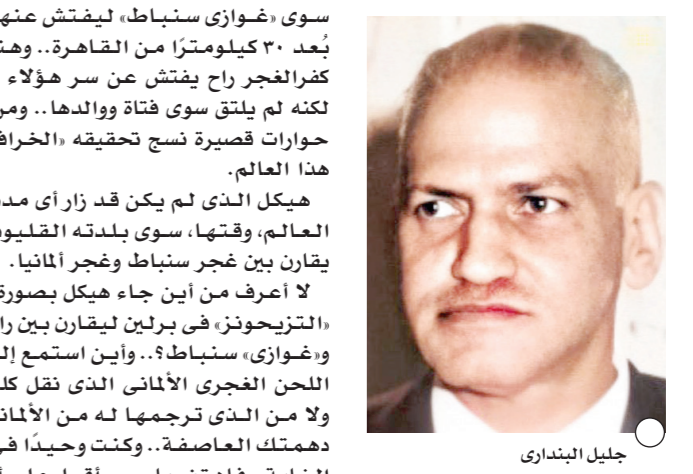 سوى «غوازى سنباط» ليفتش عنها
بُعد ٣٠ كيلومترًا من القاهرة.. وهن
كفرالغجر راح يفتش عن سر هؤلاء
لكنه لم يلتق سوى فتاة ووالدها.. ومن
حوارات قصيرة نسج تحقيقه «الخراف
هذا العالم.
هيكل الذى لم يكن قد زار أى مد
العالم، وقتها، سوى بلدته القليو
يقارن بين غجر سنباط وغجر ألمانيا.
لا أعرف من أين جاء هيكل بصورة
«التزيجونز» فى برلين ليقارن بين را
و«غوازى» سنباط؟.. وأين استمع إل
اللحن الغجرى الألمانى الذى نقل كل
ولا من الذى ترجمها له من الألمان
دهمتك العاصفة.. وكنت وحيدًا ف
جليل البندارى